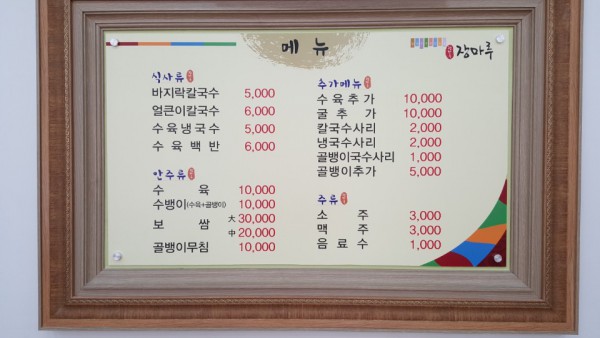 메 뉴
장마루
식사류
바지락칼국수 5,000
얼큰이칼국수 6,000
수육냉국수 5,000
수육백반 6,000
안주류
수 육 10,000
수뱅이(수육+골뱅이) 10,000
보 쌈 大 30,000
中 20,000
골뱅이무침 10,000
추가메뉴
수육추가 10,000
굴 추 가 10,000
칼국수사리 2,000
냉국수사리 2,000
골뱅이국수사리 1,000
골뱅이추가 5,000
주류
소 주 3,000
맥 주 3,000
음 료 수 1,000